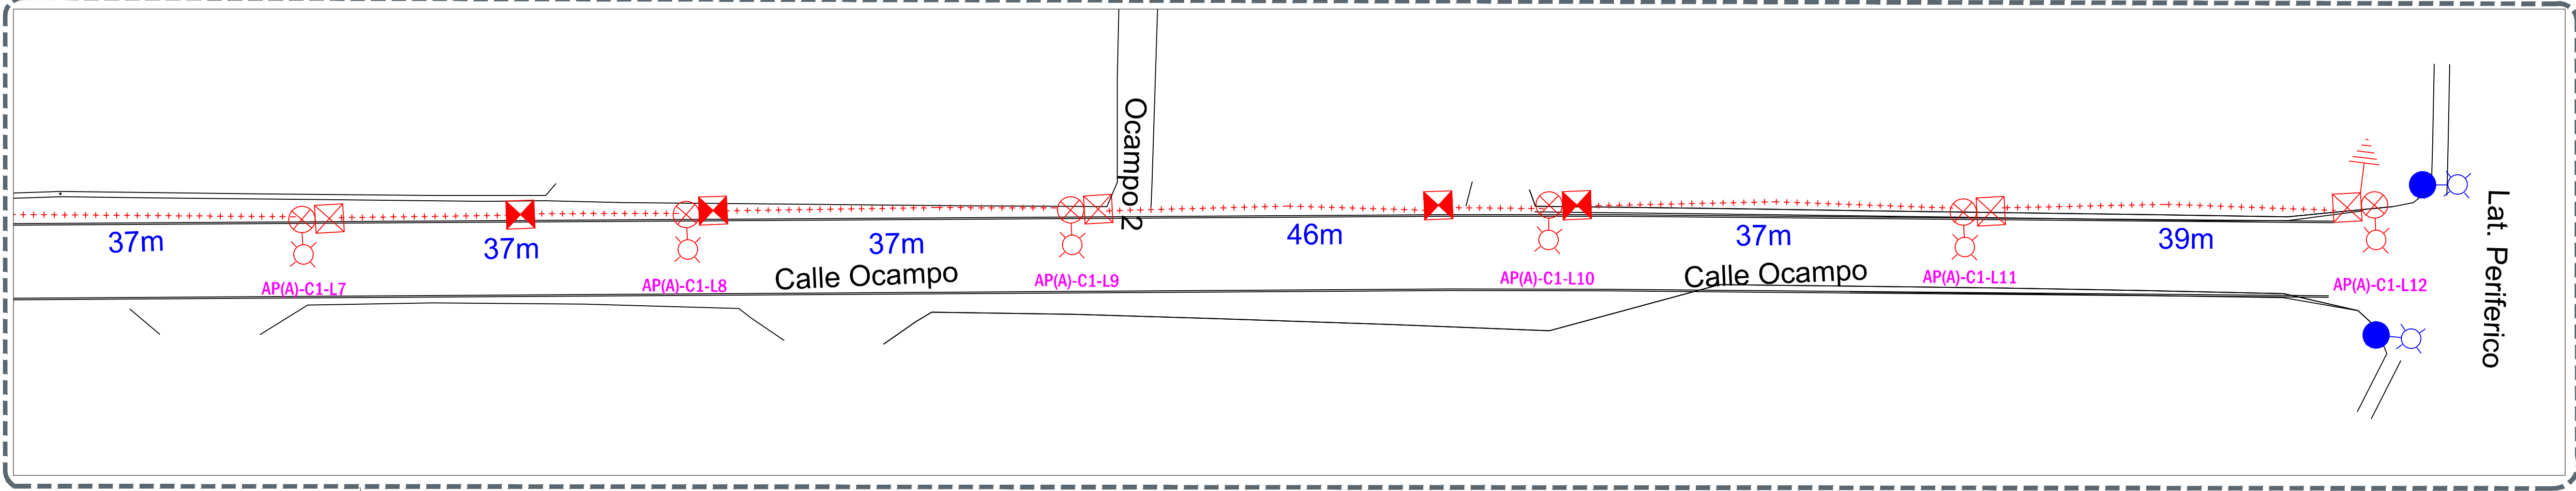 Ocampo 2
37m
37m
37m
46m
37m
39m
Calle Ocampo
Calle Ocampo
AP(A)-C1-L7
AP(A)-C1-L8
AP(A)-C1-L9
AP(A)-C1-L10
AP(A)-C1-L11
AP(A)-C1-L12
Lat. Periferico